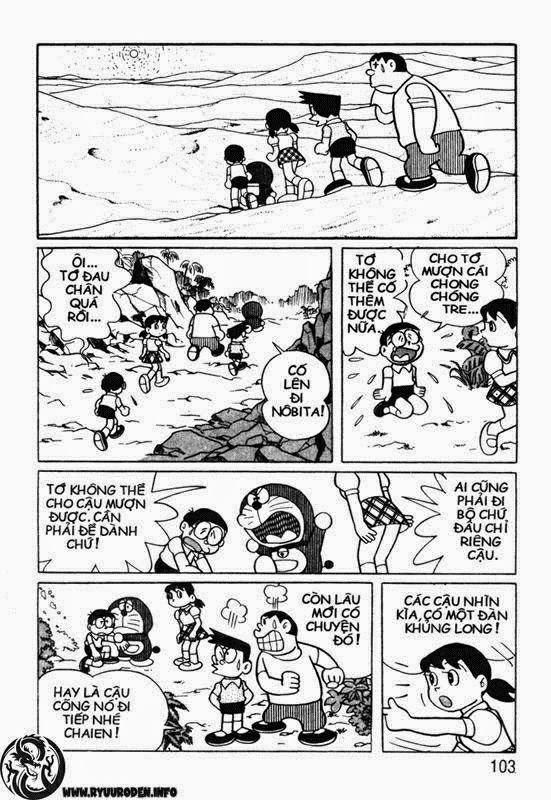 ÔI...
TỚ ĐAU
CHÂN
QUÁ
RỒI...
CÓ
LÊN
ĐI
NÔBITA!
TỚ
KHÔNG
THỂ CÓ
THÊM
ĐƯỢC
NỮA.
CHO TỚ
MƯỢN CÁI
CHONG
CHÓNG
TRE...
TỚ KHÔNG THỂ
CHO CẬU MƯỢN
ĐƯỢC. CẦN
PHẢI ĐỂ DÀNH
CHỨ!
AI CŨNG
PHẢI ĐI
BỘ CHỨ
ĐÂU CHỈ
RIÊNG
CẬU.
CÒN LÂU
MỚI CÓ
CHUYỆN
ĐÓ!
HAY LÀ CẬU
CÕNG NÓ ĐI
TIẾP NHÉ
CHAIEN!
CÁC CẬU NHÌN
KÌA, CÓ MỘT ĐÀN
KHỦNG LONG!
103
WWW.RYUURODEN.INFO